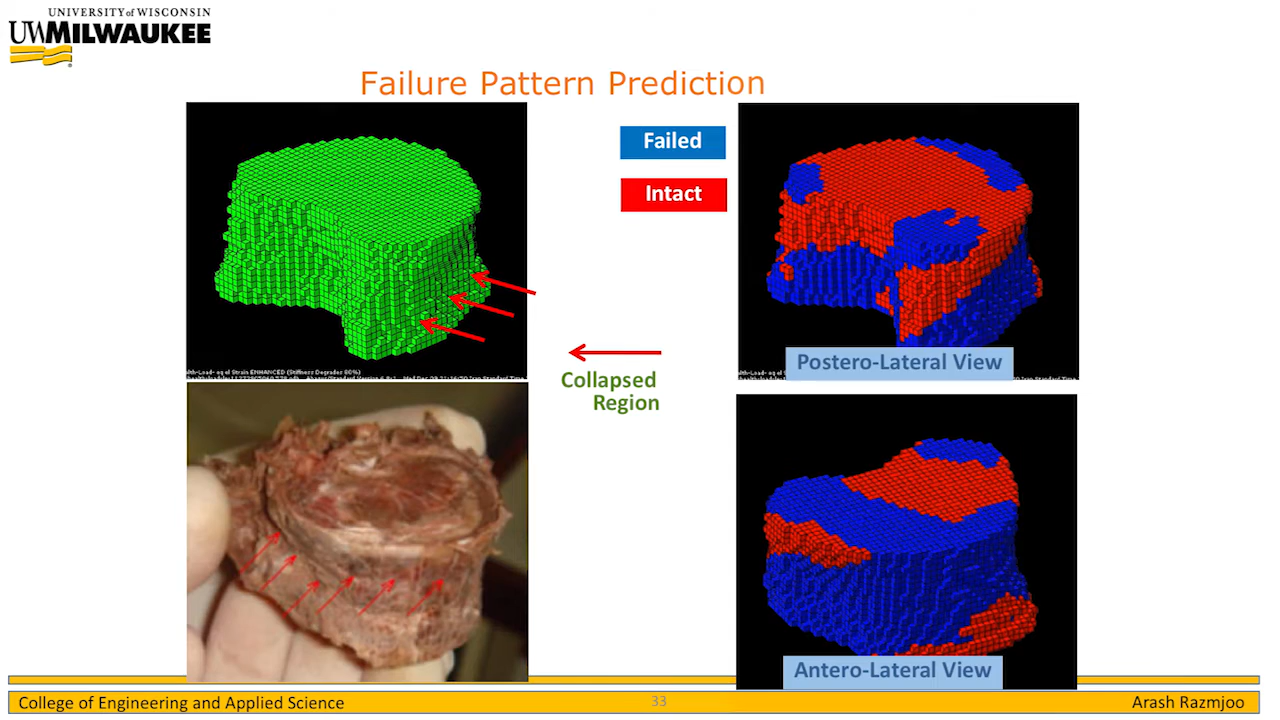 UNIVERSITY of WISCONSIN
UWMILWAUKEE
Failure Pattern Prediction
Failed
Intact
Postero-Lateral View
Collapsed
Region
Antero-Lateral View
College of Engineering and Applied Science
33
Arash Razmjoo